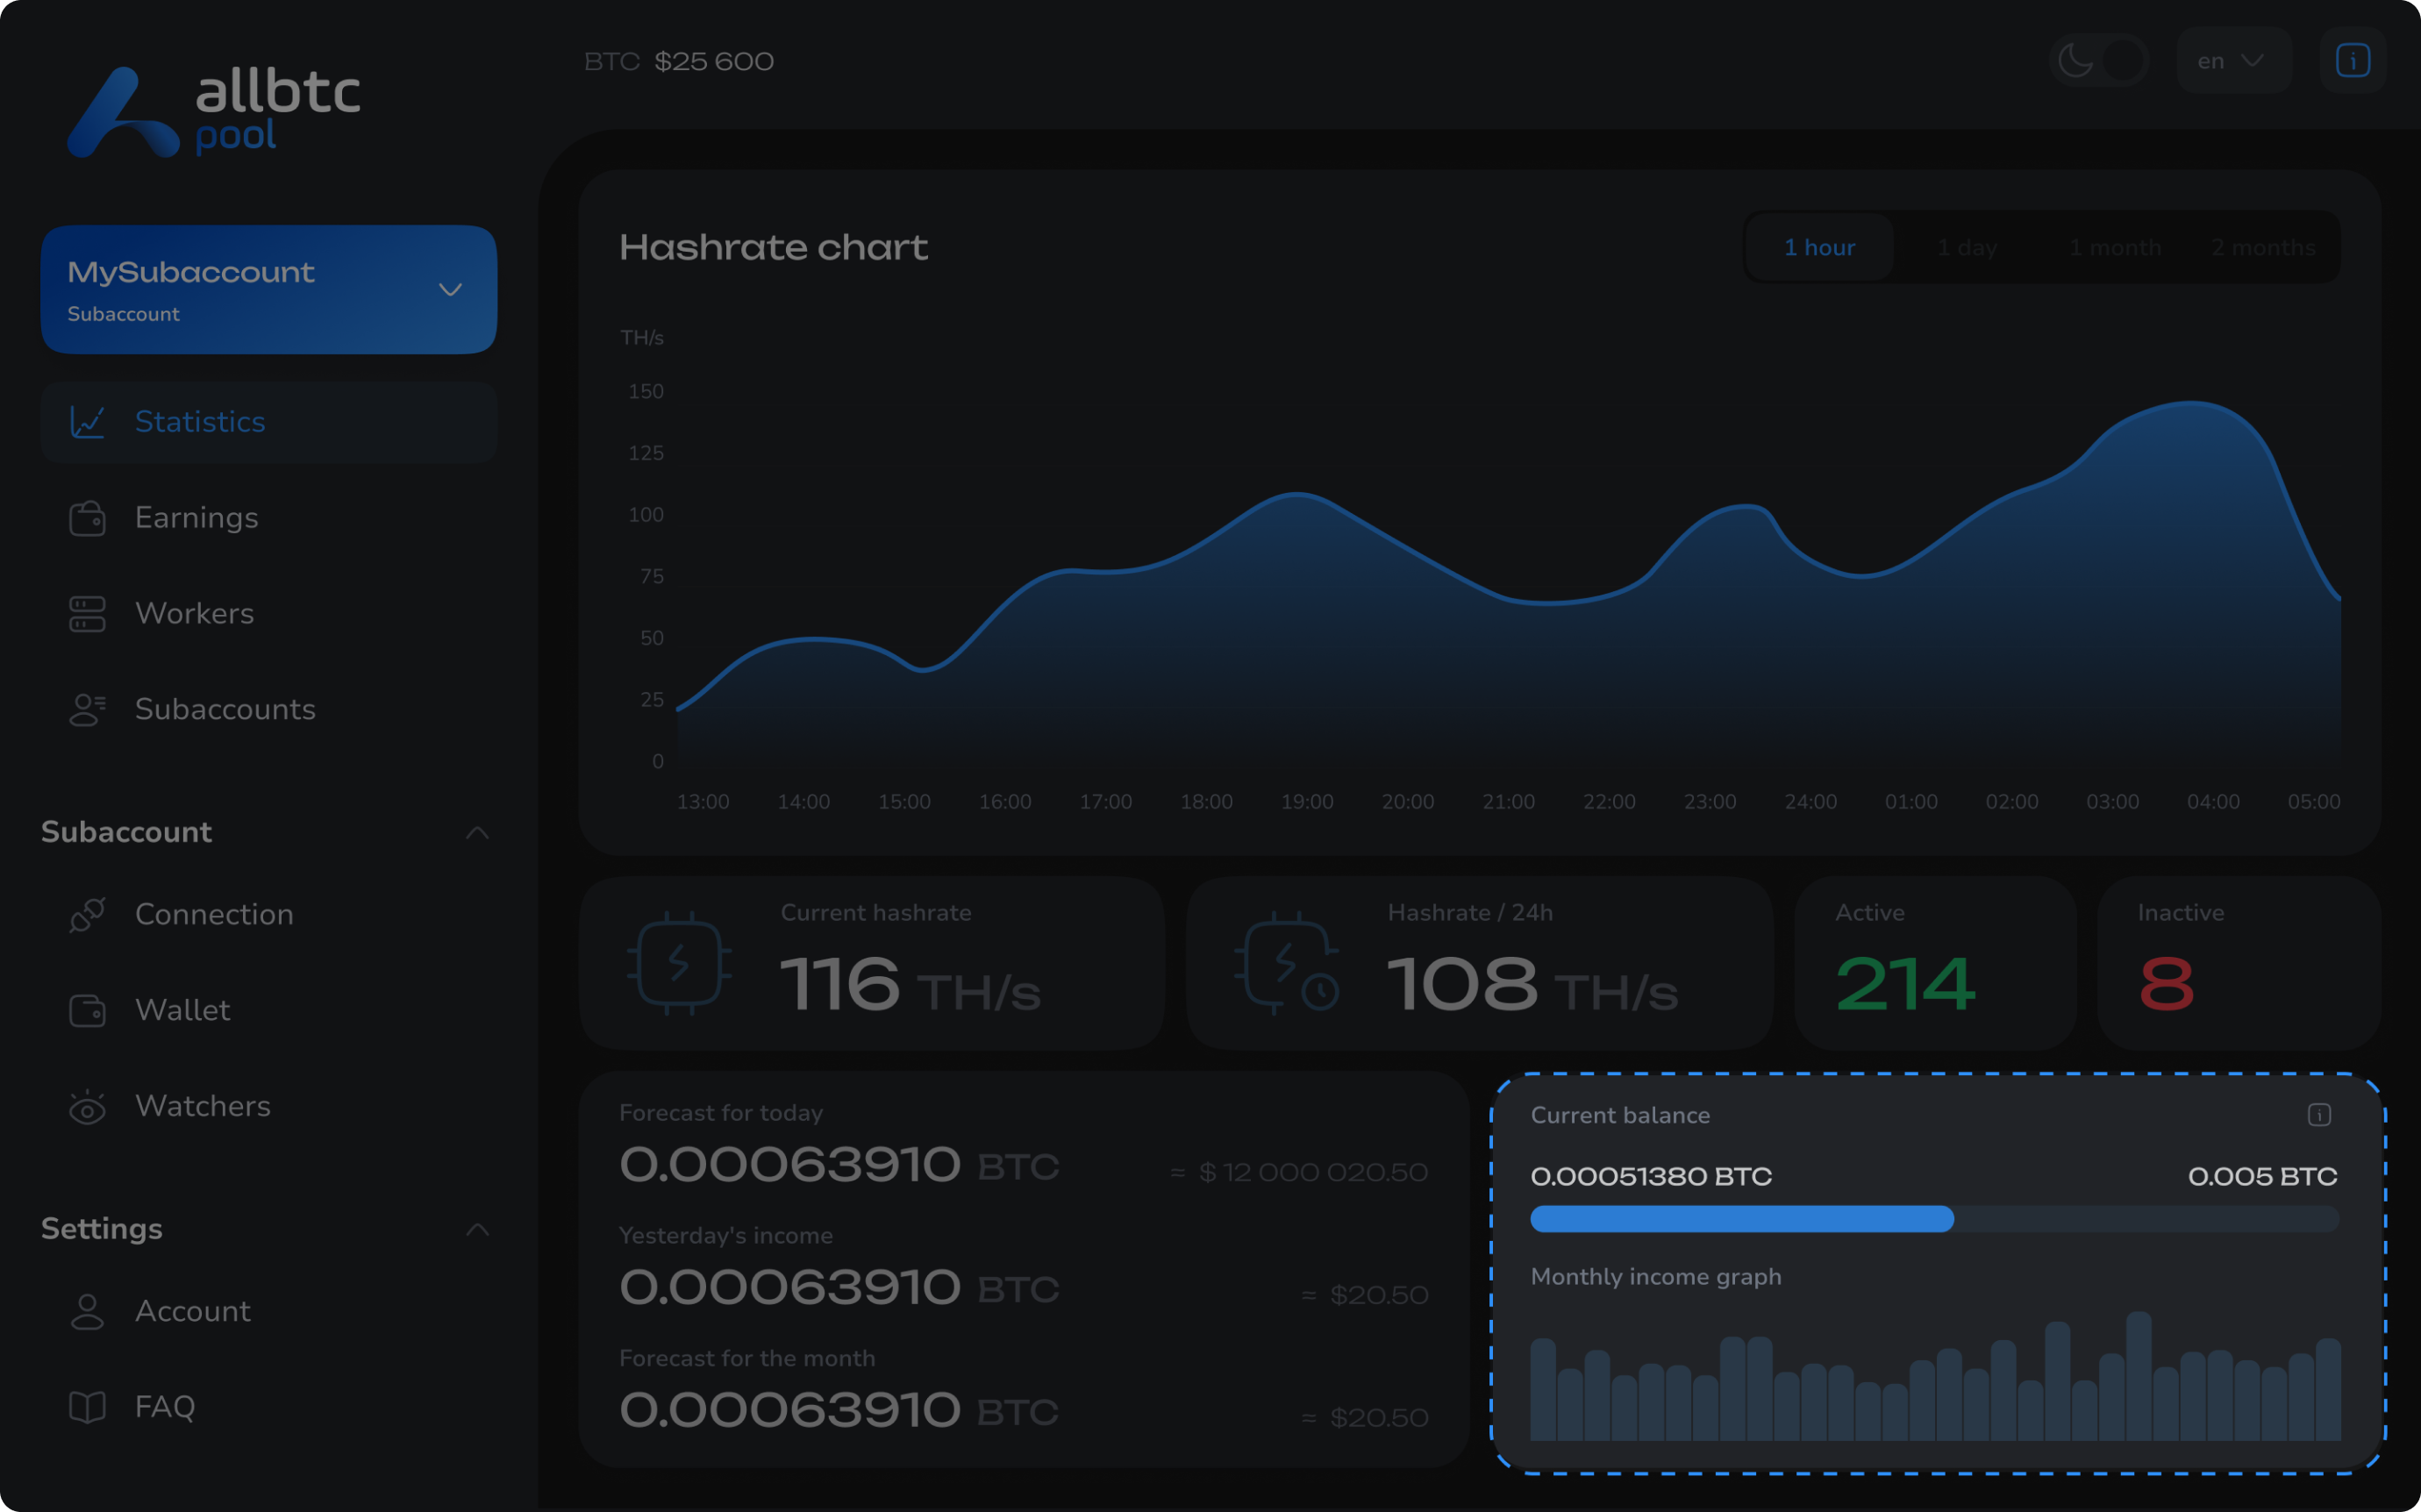 allbtc
pool
BTC $25 600
en
MySubaccount
Subaccount
Statistics
Earnings
Workers
Subaccounts
Subaccount
Connection
Wallet
Watchers
Settings
Account
FAQ
Hashrate chart
1 hour 1 day 1 month 2 months
TH/s
150
125
100
75
50
25
0
13:00 14:00 15:00 16:00 17:00 18:00 19:00 20:00 21:00 22:00 23:00 24:00 01:00 02:00 03:00 04:00 05:00
Current hashrate
116 TH/s
Hashrate / 24h
108 TH/s
Active
214
Inactive
8
Forecast for today
0.00063910 BTC ≈ $ 12 000 020.50
Yesterday's income
0.00063910 BTC ≈ $20.50
Forecast for the month
0.00063910 BTC ≈ $20.50
Current balance
0.00051380 BTC 0.005 BTC
Monthly income graph